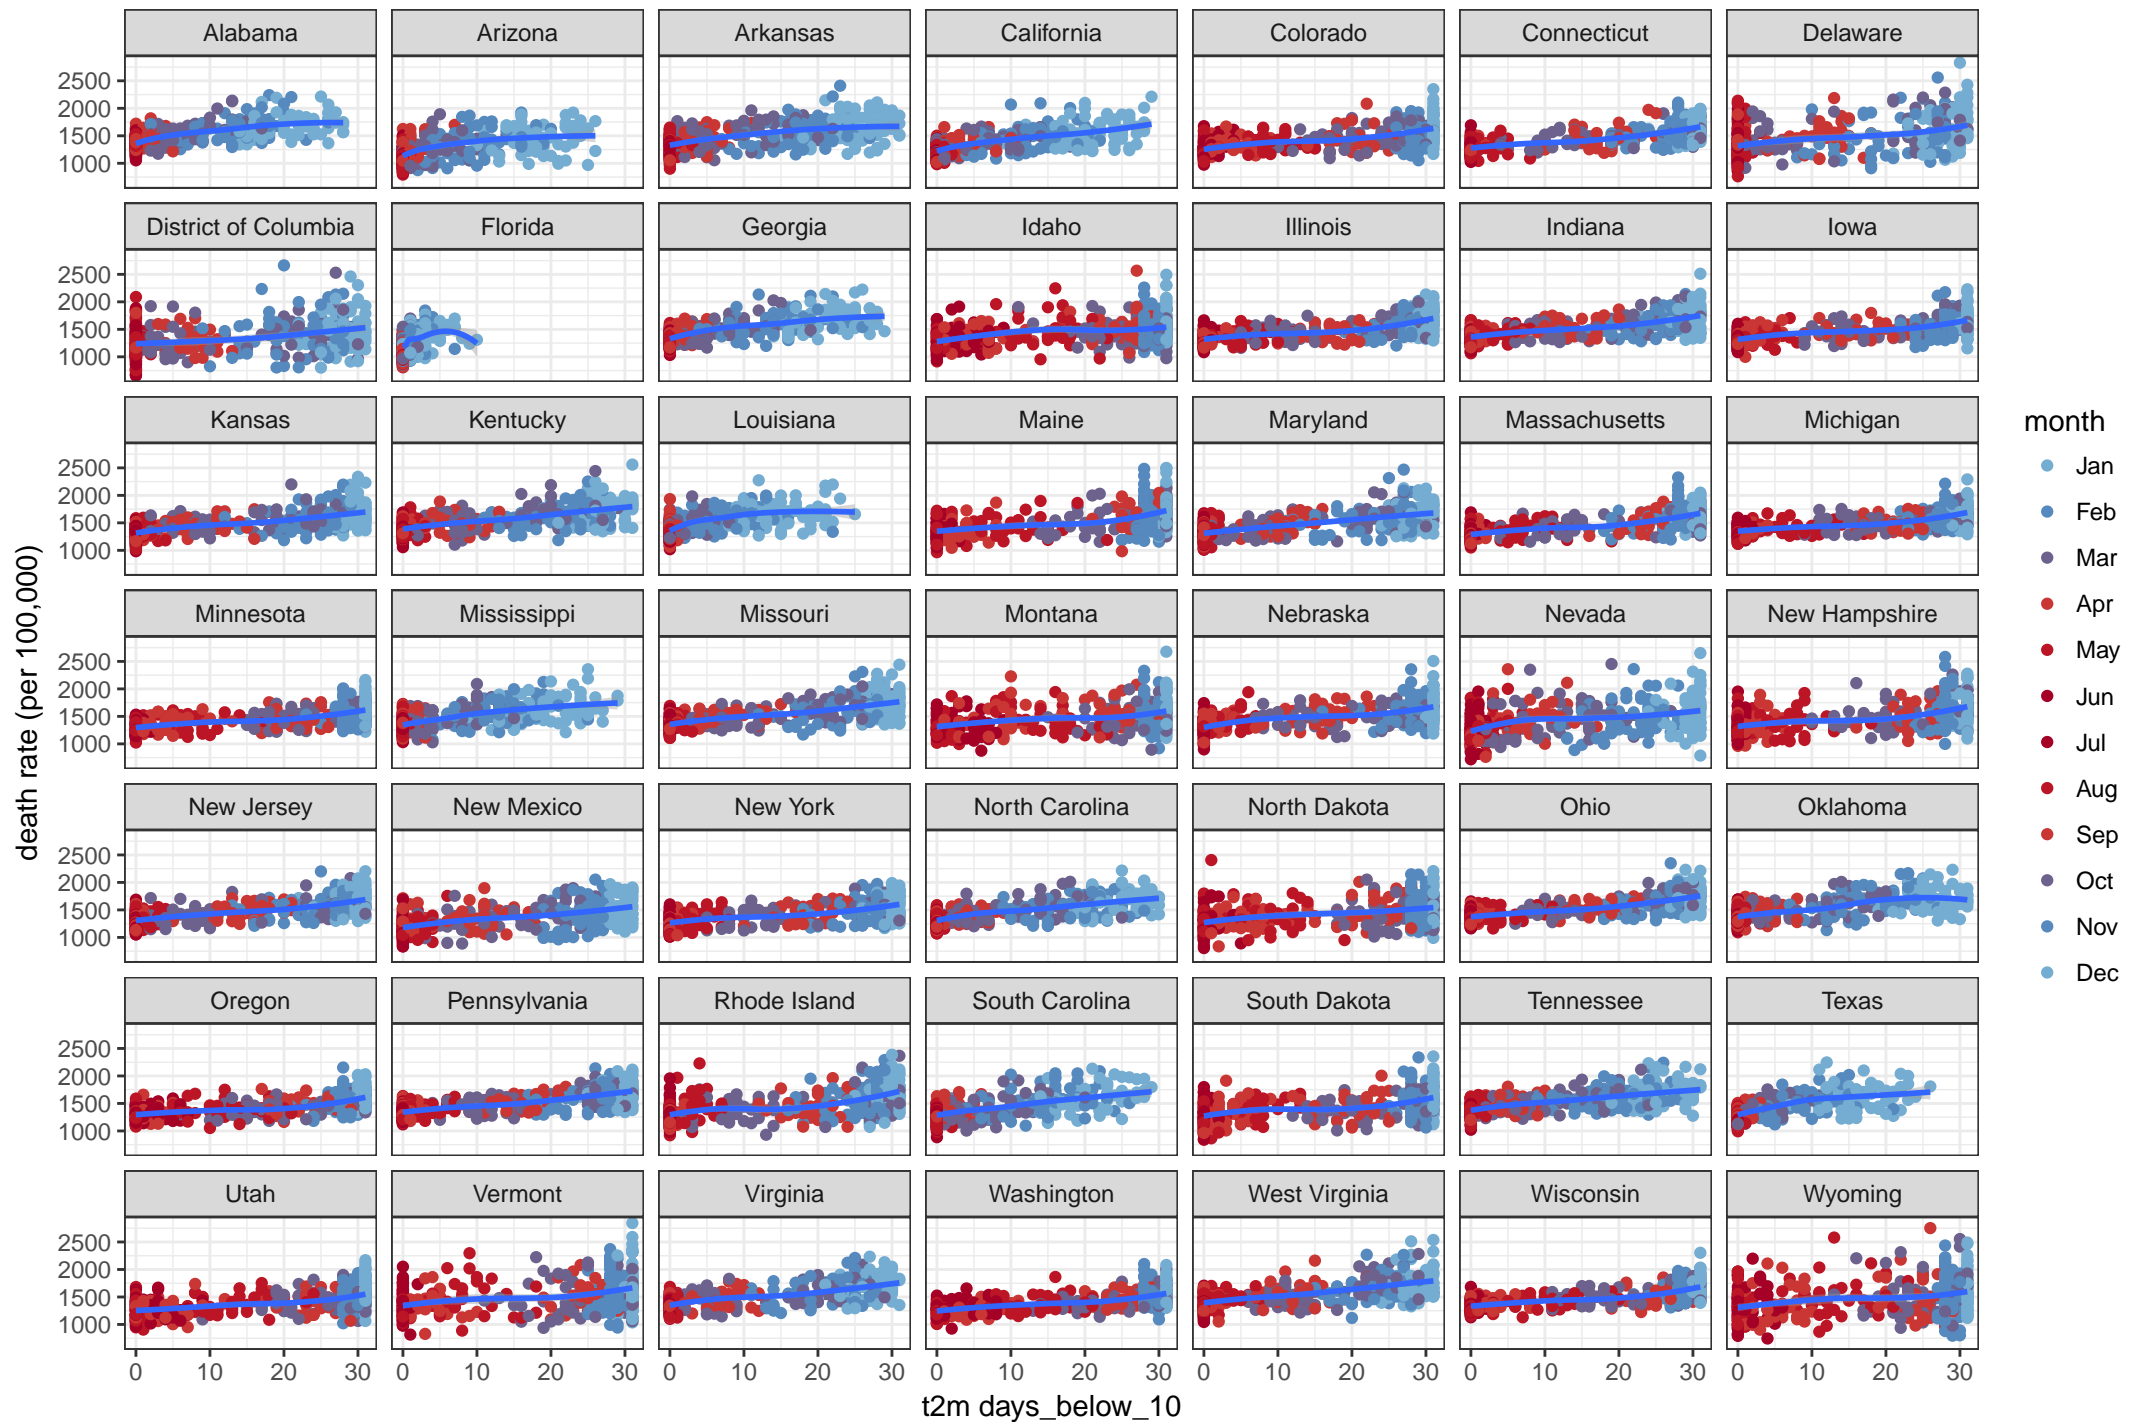 Alabama Arizona Arkansas California Colorado Connecticut Delaware
2500
2000
1500
1000
District of Columbia Florida Georgia Idaho Illinois Indiana Iowa
2500
2000
1500
1000
Kansas Kentucky Louisiana Maine Maryland Massachusetts Michigan
2500
2000
1500
1000
Minnesota Mississippi Missouri Montana Nebraska Nevada New Hampshire
2500
2000
1500
1000
New Jersey New Mexico New York North Carolina North Dakota Ohio Oklahoma
2500
2000
1500
1000
Oregon Pennsylvania Rhode Island South Carolina South Dakota Tennessee Texas
2500
2000
1500
1000
Utah Vermont Virginia Washington West Virginia Wisconsin Wyoming
2500
2000
1500
1000
0 10 20 30 0 10 20 30 0 10 20 30 0 10 20 30 0 10 20 30 0 10 20 30 0 10 20 30
t2m days_below_10
death rate (per 100,000)
month
Jan
Feb
Mar
Apr
May
Jun
Jul
Aug
Sep
Oct
Nov
Dec